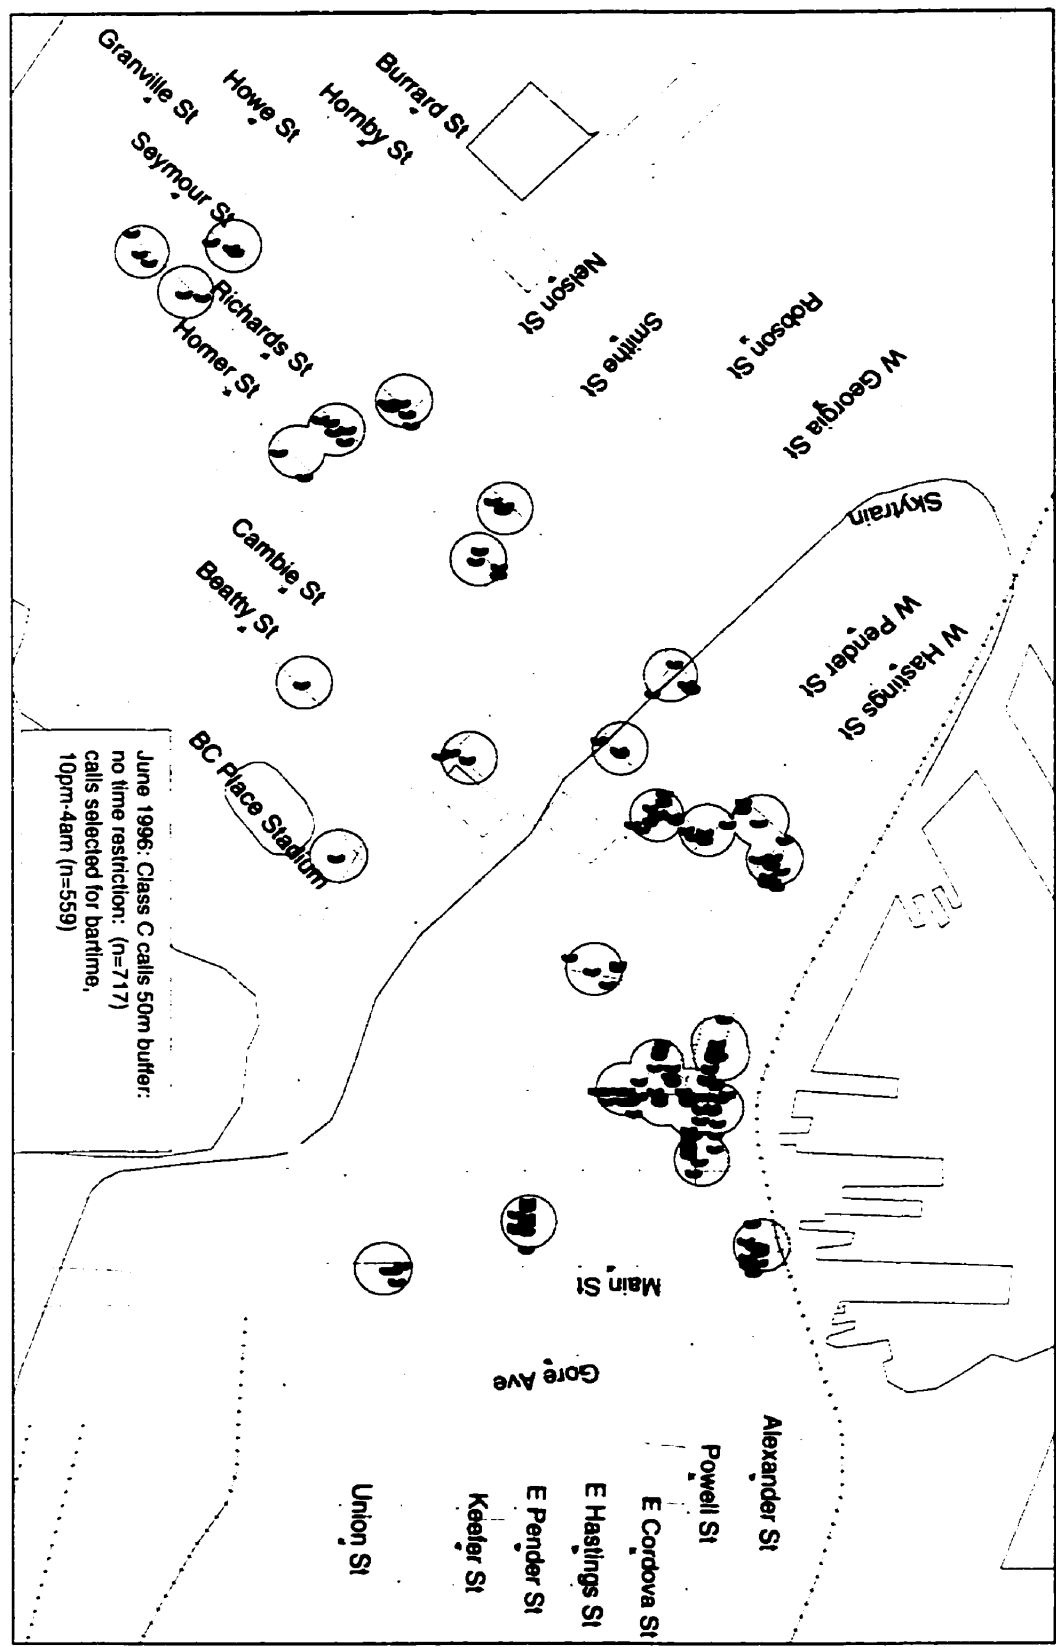 Granville St
Howe St
Hornby St
Burrard St
Seymour St
Richards St
Homer St
Nelson St
Smithe St
Robson St
W Georgia St
Skytrain
Cambie St
Beatty St
W Pender St
W Hastings St
BC Place Stadium
June 1996: Class C calls 50m buffer:
no time restriction: (n=717)
calls selected for bartime,
10pm-4am (n=559)
Main St
Gore Ave
Alexander St
Powell St
E Cordova St
E Hastings St
E Pender St
Keefer St
Union St